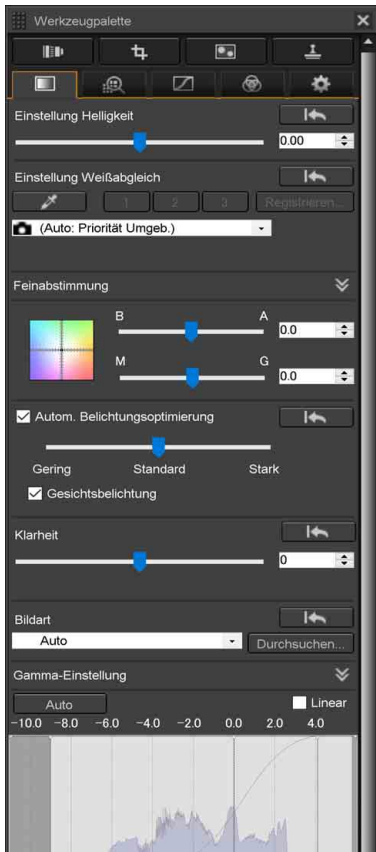 Werkzeugpalette
Einstellung Helligkeit
0.00
Einstellung Weißabgleich
1 2 3 Registrieren...
(Auto: Priorität Umgeb.)
Feinabstimmung
B A
0.0
M G
0.0
Autom. Belichtungsoptimierung
Gering Standard Stark
Gesichtsbelichtung
Klarheit
0
Bildart
Auto Durchsuchen...
Gamma-Einstellung
Auto Linear
−10.0 −8.0 −6.0 −4.0 −2.0 0.0 2.0 4.0